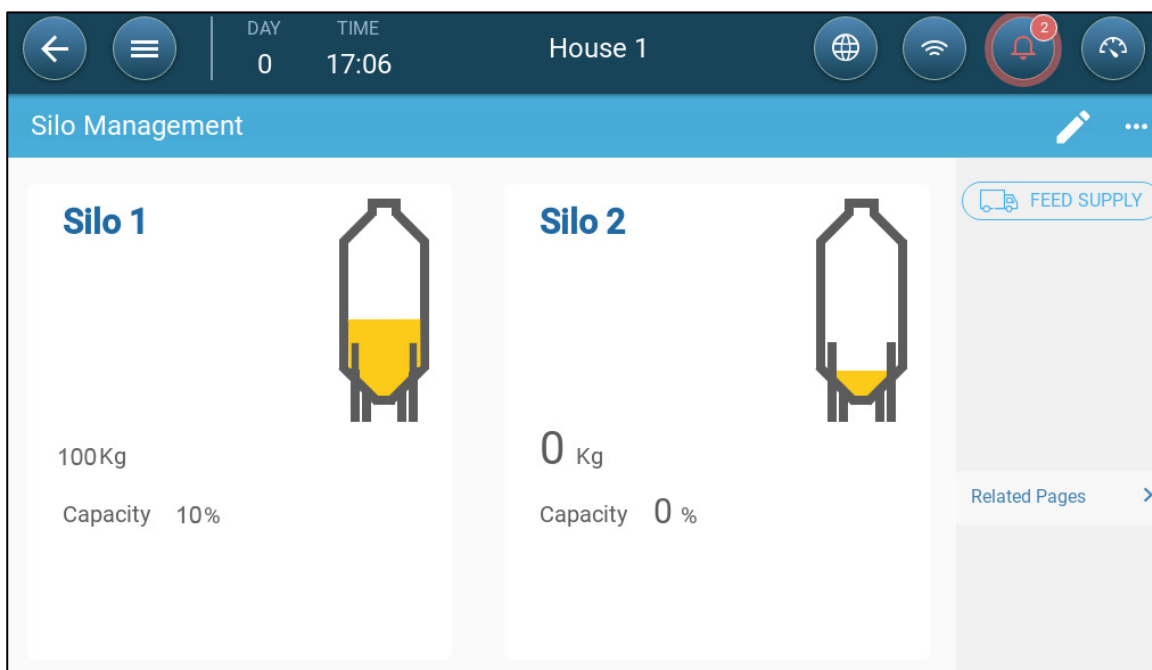 DAY TIME
0 17:06
House 1
2
Silo Management
Silo 1
100Kg
Capacity 10%
Silo 2
0 Kg
Capacity 0 %
FEED SUPPLY
Related Pages